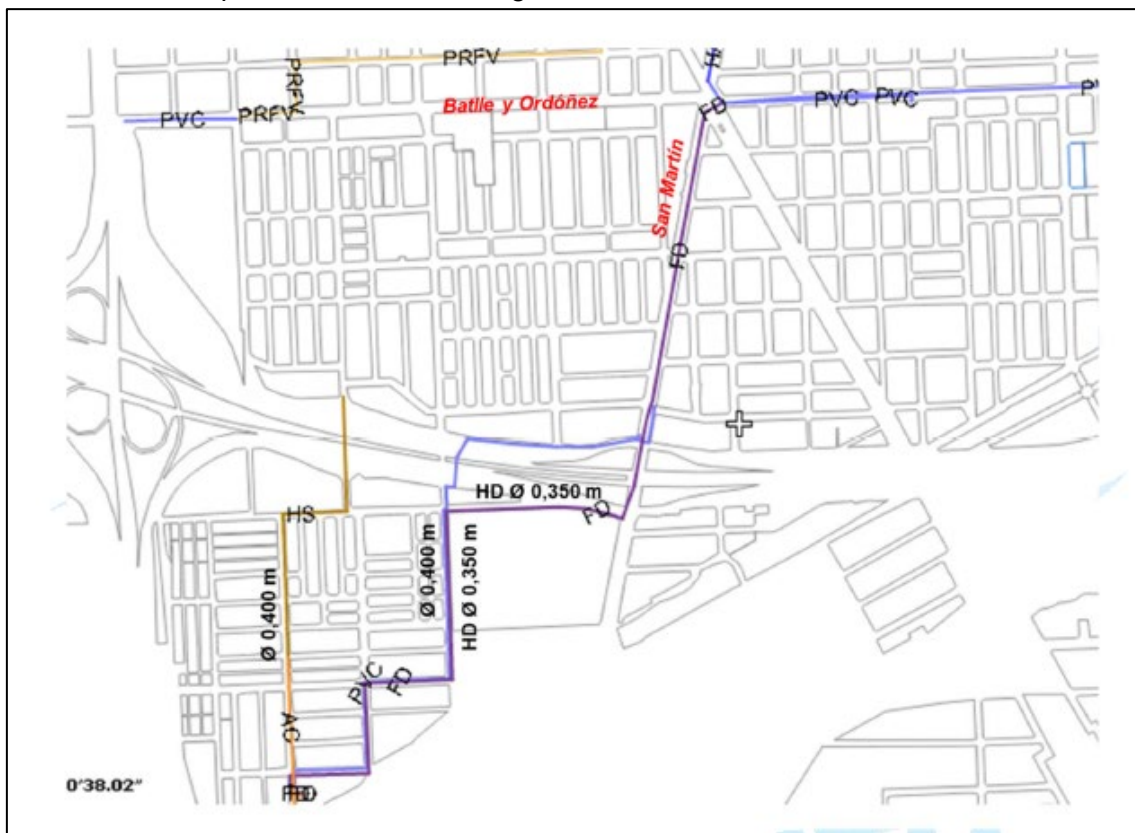 PRFV
PRFV
Batlle y Ordóñez
PVC
PRFV
FD
PVC
PVC
San Martín
FD
HD Ø 0,350 m
FD
HS
Ø 0,400 m
Ø 0,400 m
HD Ø 0,350 m
PVC
FD
AC
0'38.02"